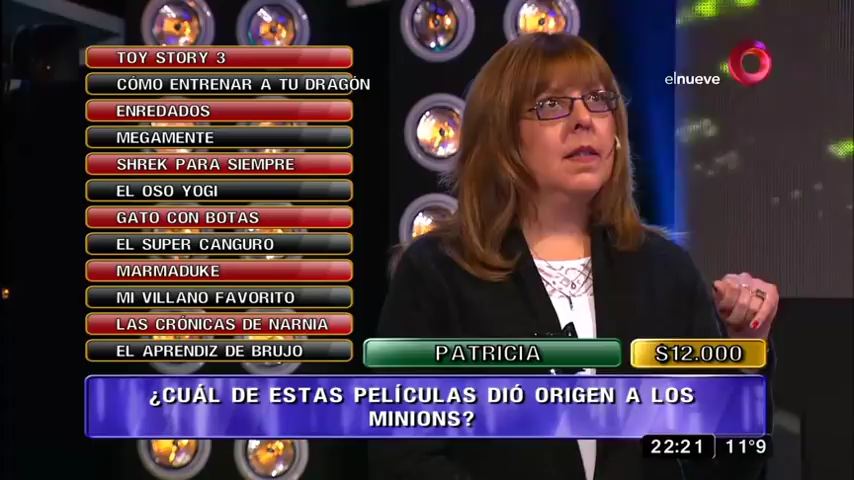 TOY STORY 3
CÓMO ENTRENAR A TU DRAGÓN
ENREDADOS
MEGAMENTE
SHREK PARA SIEMPRE
EL OSO YOGI
GATO CON BOTAS
EL SUPER CANGURO
MARMADUKE
MI VILLANO FAVORITO
LAS CRÓNICAS DE NARNIA
EL APRENDIZ DE BRUJO
elnueve
PATRICIA
$12.000
¿CUÁL DE ESTAS PELÍCULAS DIÓ ORIGEN A LOS
MINIONS?
22:21 11°9